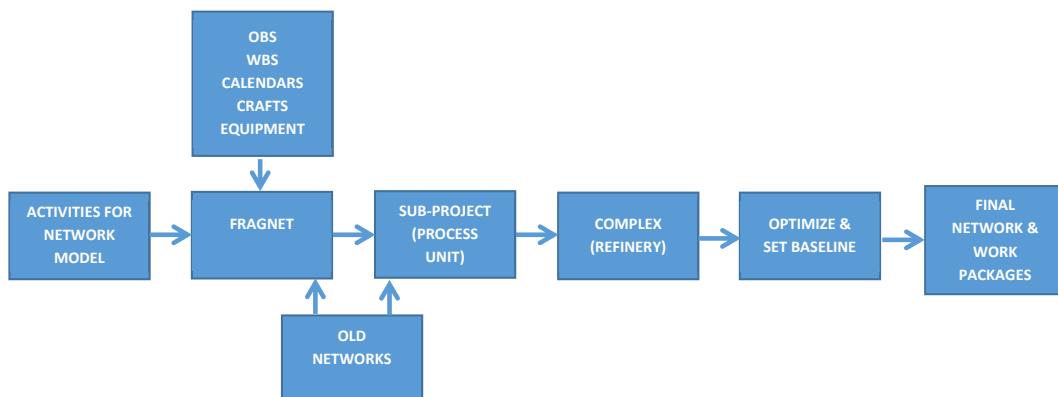 OBS
WBS
CALENDARS
CRAFTS
EQUIPMENT
ACTIVITIES FOR
NETWORK
MODEL
FRAGNET
SUB-PROJECT
(PROCESS
UNIT)
COMPLEX
(REFINERY)
OPTIMIZE &
SET BASELINE
FINAL
NETWORK &
WORK
PACKAGES
OLD
NETWORKS